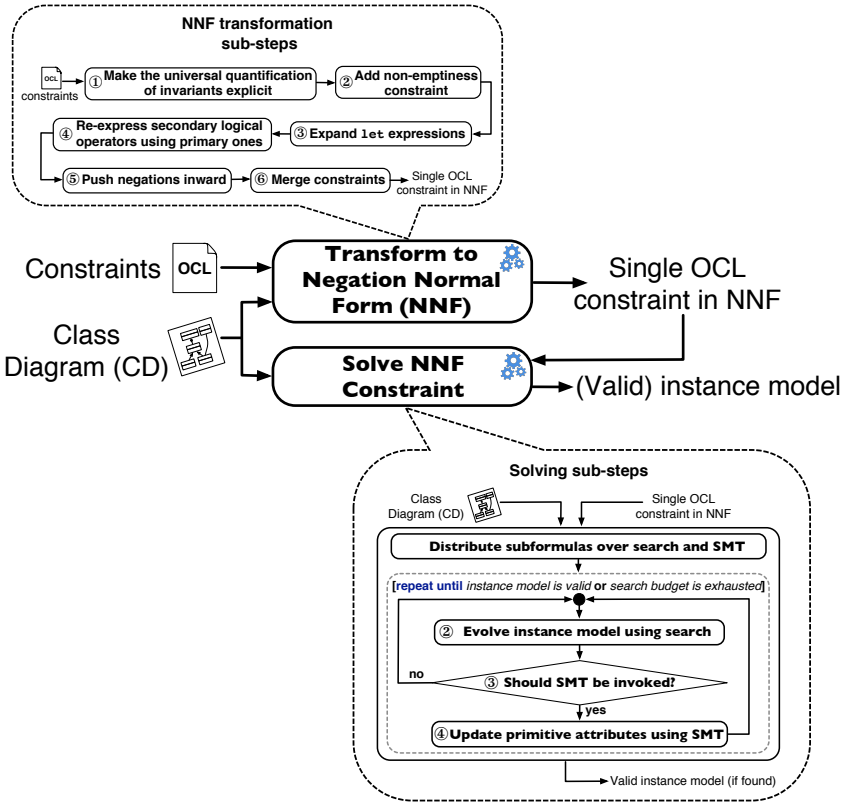 NNF transformation
sub-steps
OCL
constraints
① Make the universal quantification
of invariants explicit
② Add non-emptiness
constraint
④ Re-express secondary logical
operators using primary ones
③ Expand let expressions
⑤ Push negations inward
⑥ Merge constraints
Single OCL
constraint in NNF
Constraints
OCL
Transform to
Negation Normal
Form (NNF)
Single OCL
constraint in NNF
Class
Diagram (CD)
Solve NNF
Constraint
(Valid) instance model
Solving sub-steps
Class
Diagram (CD)
Single OCL
constraint in NNF
Distribute subformulas over search and SMT
[repeat until instance model is valid or search budget is exhausted]
② Evolve instance model using search
no
③ Should SMT be invoked?
yes
④ Update primitive attributes using SMT
Valid instance model (if found)